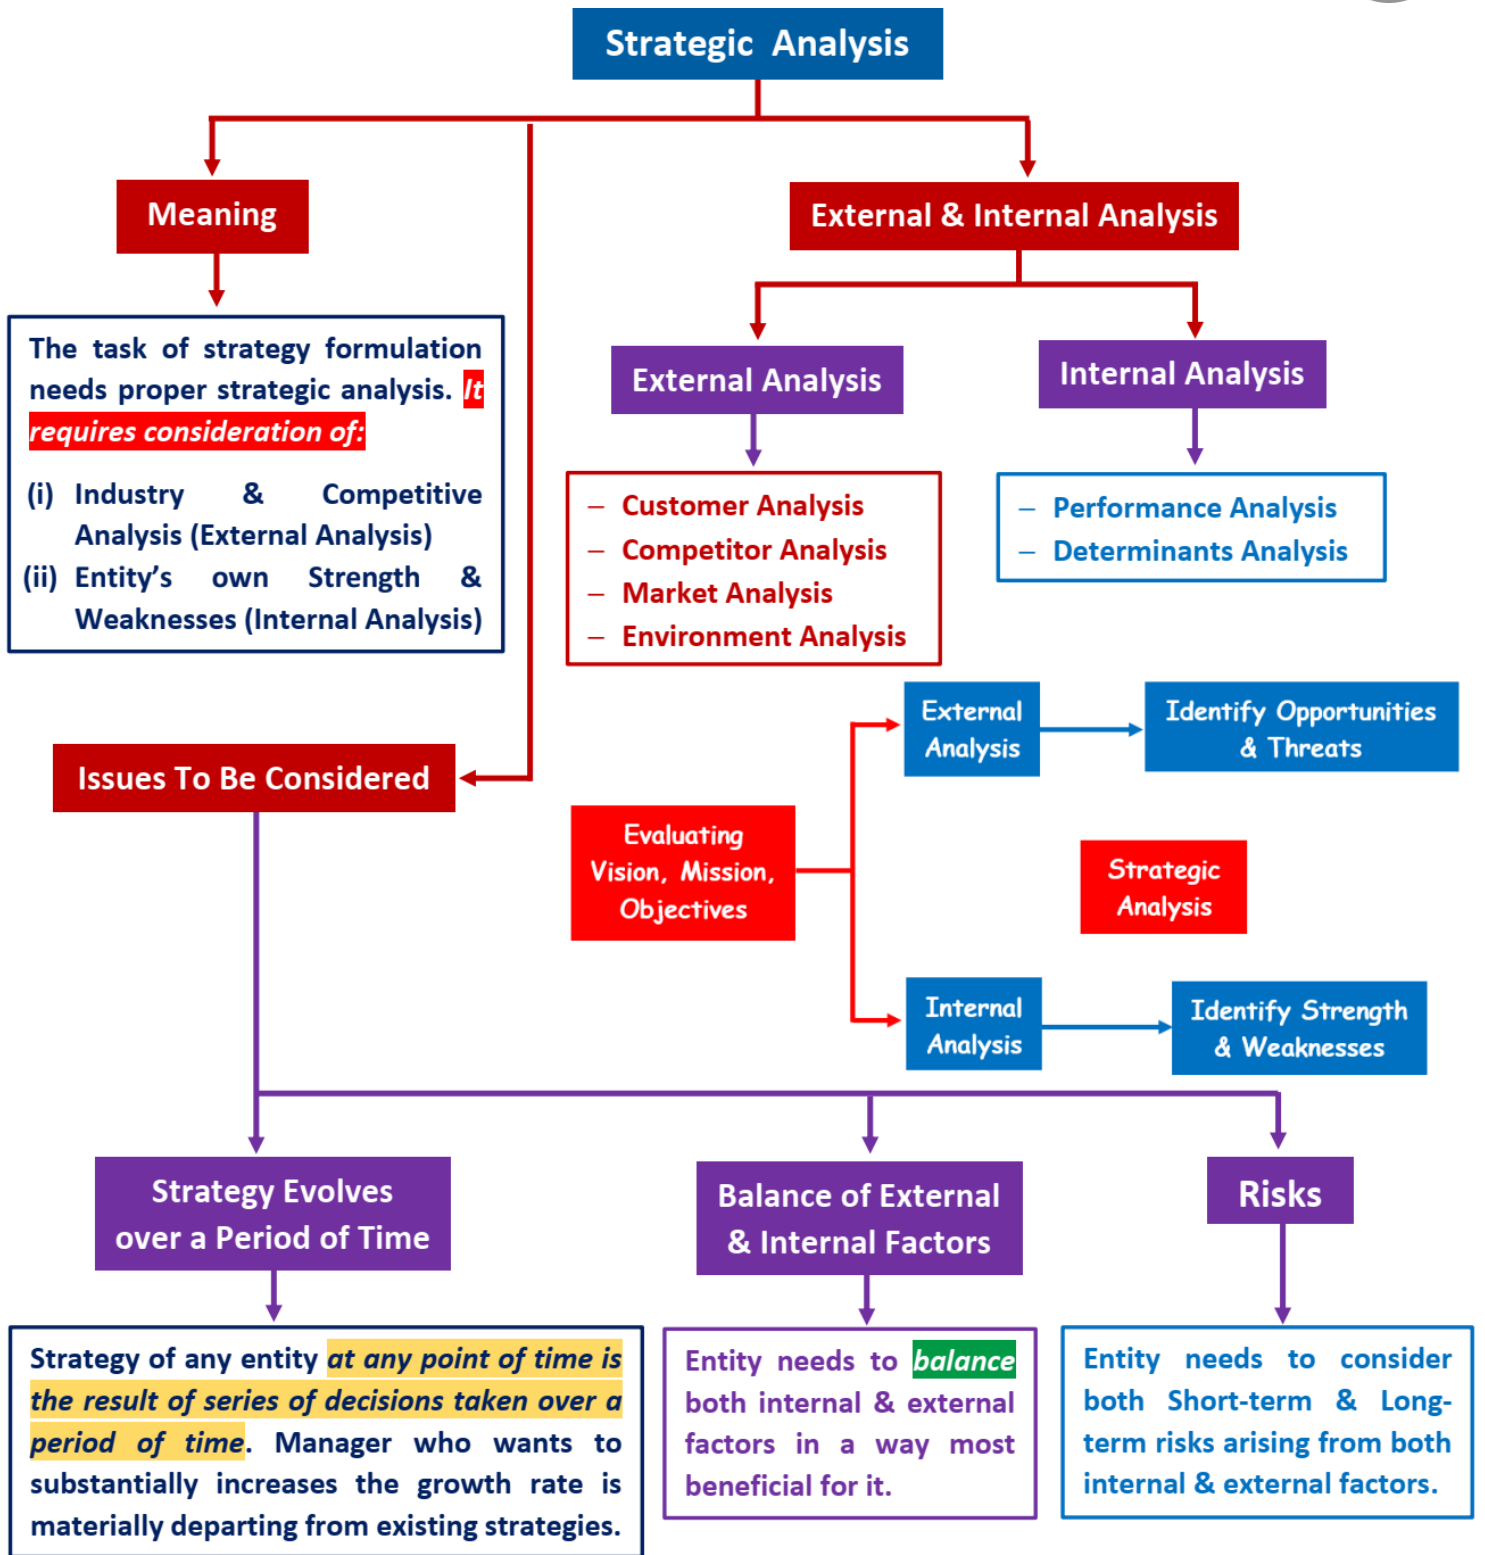 Strategic Analysis
Meaning
External & Internal Analysis
The task of strategy formulation
needs proper strategic analysis. It
requires consideration of:
(i) Industry & Competitive
Analysis (External Analysis)
(ii) Entity's own Strength &
Weaknesses (Internal Analysis)
External Analysis
Internal Analysis
– Customer Analysis
– Competitor Analysis
– Market Analysis
– Environment Analysis
– Performance Analysis
– Determinants Analysis
Issues To Be Considered
Evaluating
Vision, Mission,
Objectives
External
Analysis
Identify Opportunities
& Threats
Strategic
Analysis
Internal
Analysis
Identify Strength
& Weaknesses
Strategy Evolves
over a Period of Time
Balance of External
& Internal Factors
Risks
Strategy of any entity at any point of time is
the result of series of decisions taken over a
period of time. Manager who wants to
substantially increases the growth rate is
materially departing from existing strategies.
Entity needs to balance
both internal & external
factors in a way most
beneficial for it.
Entity needs to consider
both Short-term & Long-
term risks arising from both
internal & external factors.